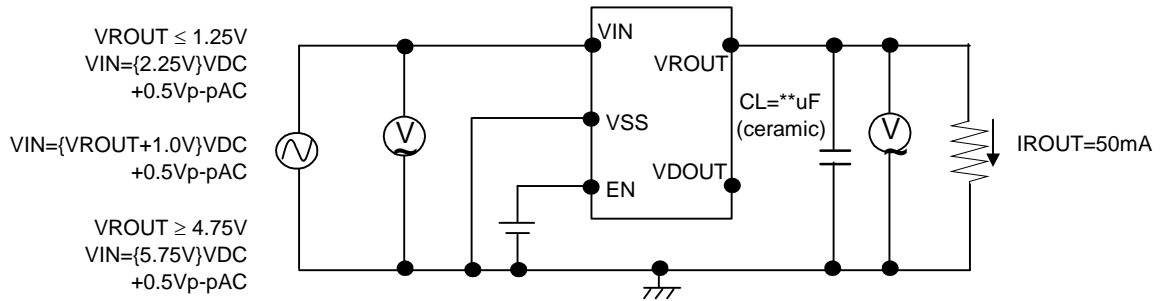 VROUT ≤ 1.25V
VIN={2.25V}VDC
+0.5Vp-pAC
VIN={VROUT+1.0V}VDC
+0.5Vp-pAC
VROUT ≥ 4.75V
VIN={5.75V}VDC
+0.5Vp-pAC
V
VIN
VROUT
VSS
VDOUT
EN
CL=**uF
(ceramic)
V
IROUT=50mA